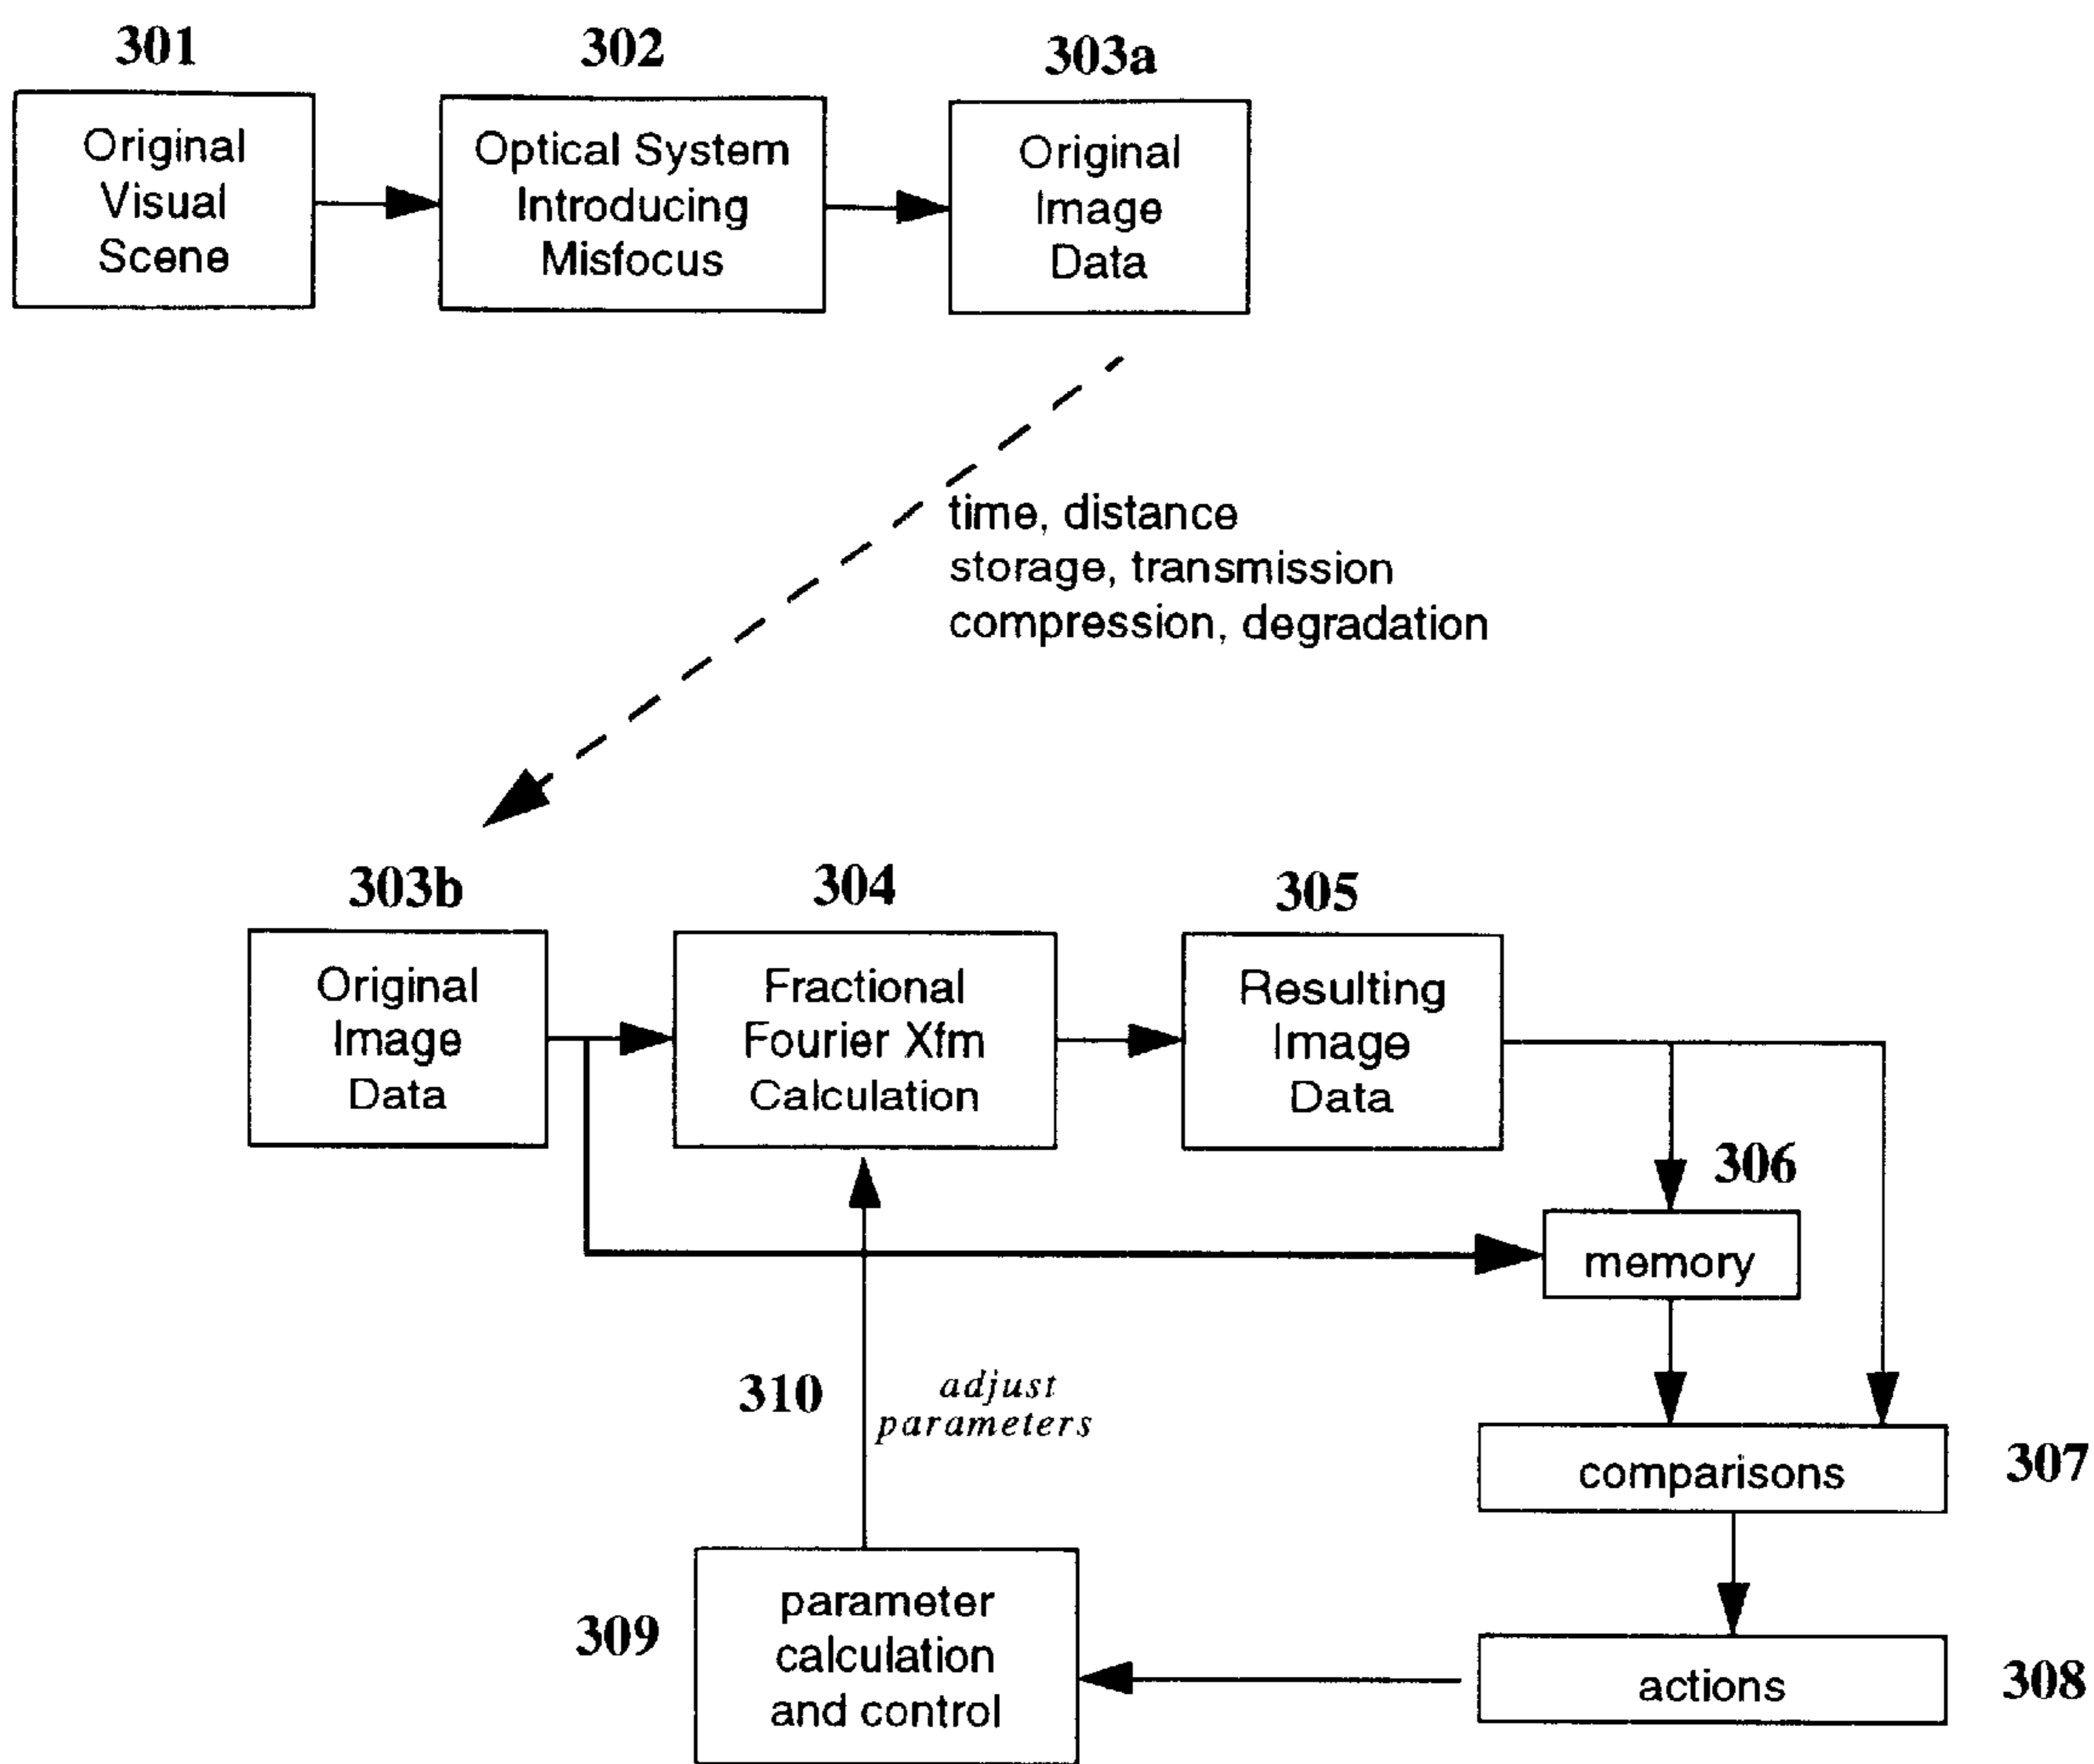 301
Original
Visual
Scene
302
Optical System
Introducing
Misfocus
303a
Original
Image
Data
time, distance
storage, transmission
compression, degradation
303b
Original
Image
Data
304
Fractional
Fourier Xfm
Calculation
305
Resulting
Image
Data
306
memory
310
adjust
parameters
comparisons
307
309
parameter
calculation
and control
actions
308